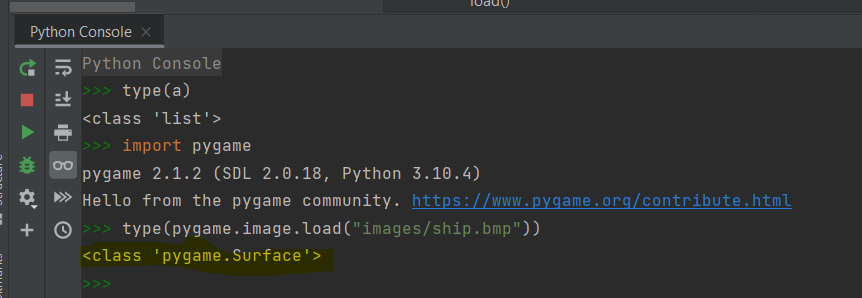 load()
Python Console
Python Console
>>> type(a)
<class 'list'>
>>> import pygame
pygame 2.1.2 (SDL 2.0.18, Python 3.10.4)
Hello from the pygame community. https://www.pygame.org/contribute.html
>>> type(pygame.image.load("images/ship.bmp"))
<class 'pygame.Surface'>
>>>